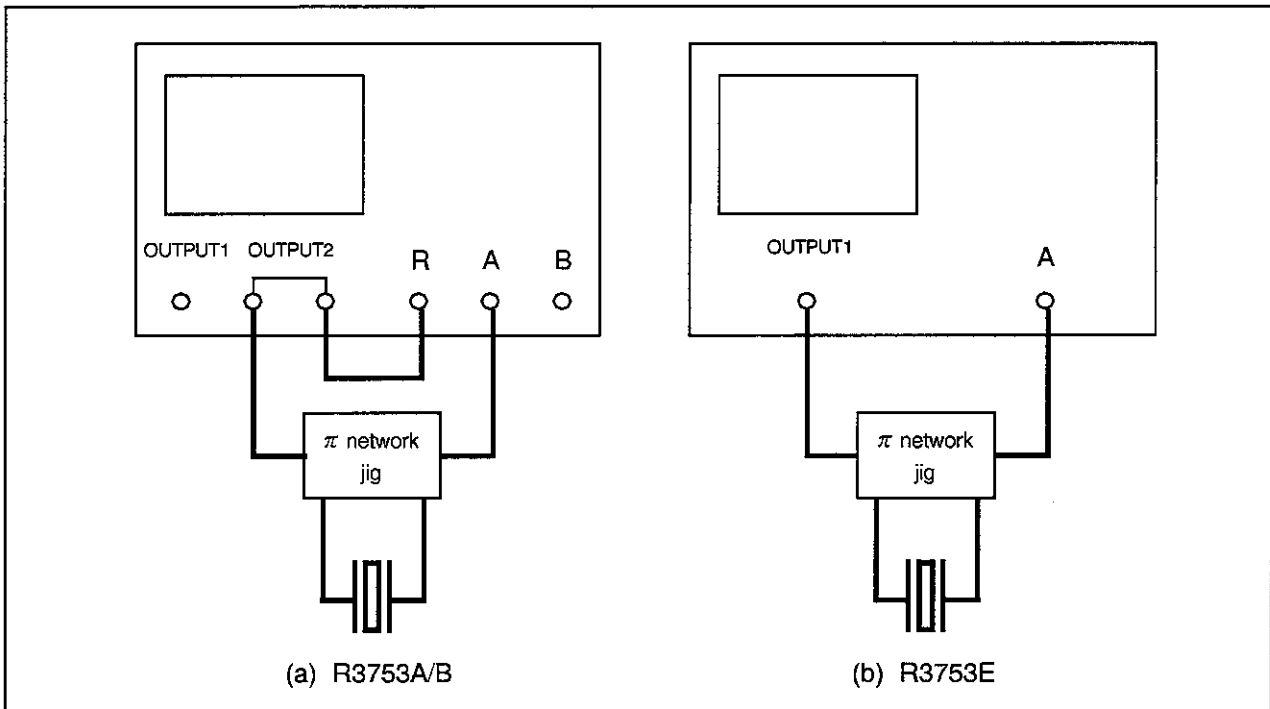 OUTPUT1 OUTPUT2 R A B
π network
jig
(a) R3753A/B
OUTPUT1 A
π network
jig
(b) R3753E